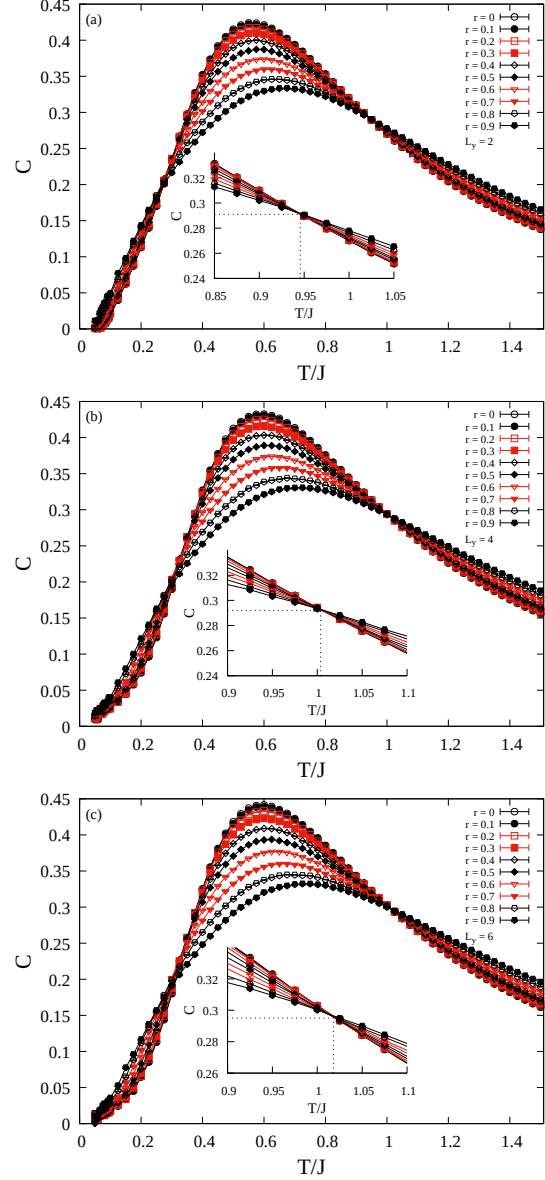 (a)
C
0.45
0.4
0.35
0.3
0.25
0.2
0.15
0.1
0.05
0
0 0.2 0.4 0.6 0.8 1 1.2 1.4
T/J
r = 0
r = 0.1
r = 0.2
r = 0.3
r = 0.4
r = 0.5
r = 0.6
r = 0.7
r = 0.8
r = 0.9
L_y = 2
C
0.32
0.3
0.28
0.26
0.24
0.85 0.9 0.95 1 1.05
T/J
(b)
C
0.45
0.4
0.35
0.3
0.25
0.2
0.15
0.1
0.05
0
0 0.2 0.4 0.6 0.8 1 1.2 1.4
T/J
r = 0
r = 0.1
r = 0.2
r = 0.3
r = 0.4
r = 0.5
r = 0.6
r = 0.7
r = 0.8
r = 0.9
L_y = 4
C
0.32
0.3
0.28
0.26
0.24
0.9 0.95 1 1.05 1.1
T/J
(c)
C
0.45
0.4
0.35
0.3
0.25
0.2
0.15
0.1
0.05
0
0 0.2 0.4 0.6 0.8 1 1.2 1.4
T/J
r = 0
r = 0.1
r = 0.2
r = 0.3
r = 0.4
r = 0.5
r = 0.6
r = 0.7
r = 0.8
r = 0.9
L_y = 6
C
0.32
0.3
0.28
0.26
0.9 0.95 1 1.05 1.1
T/J